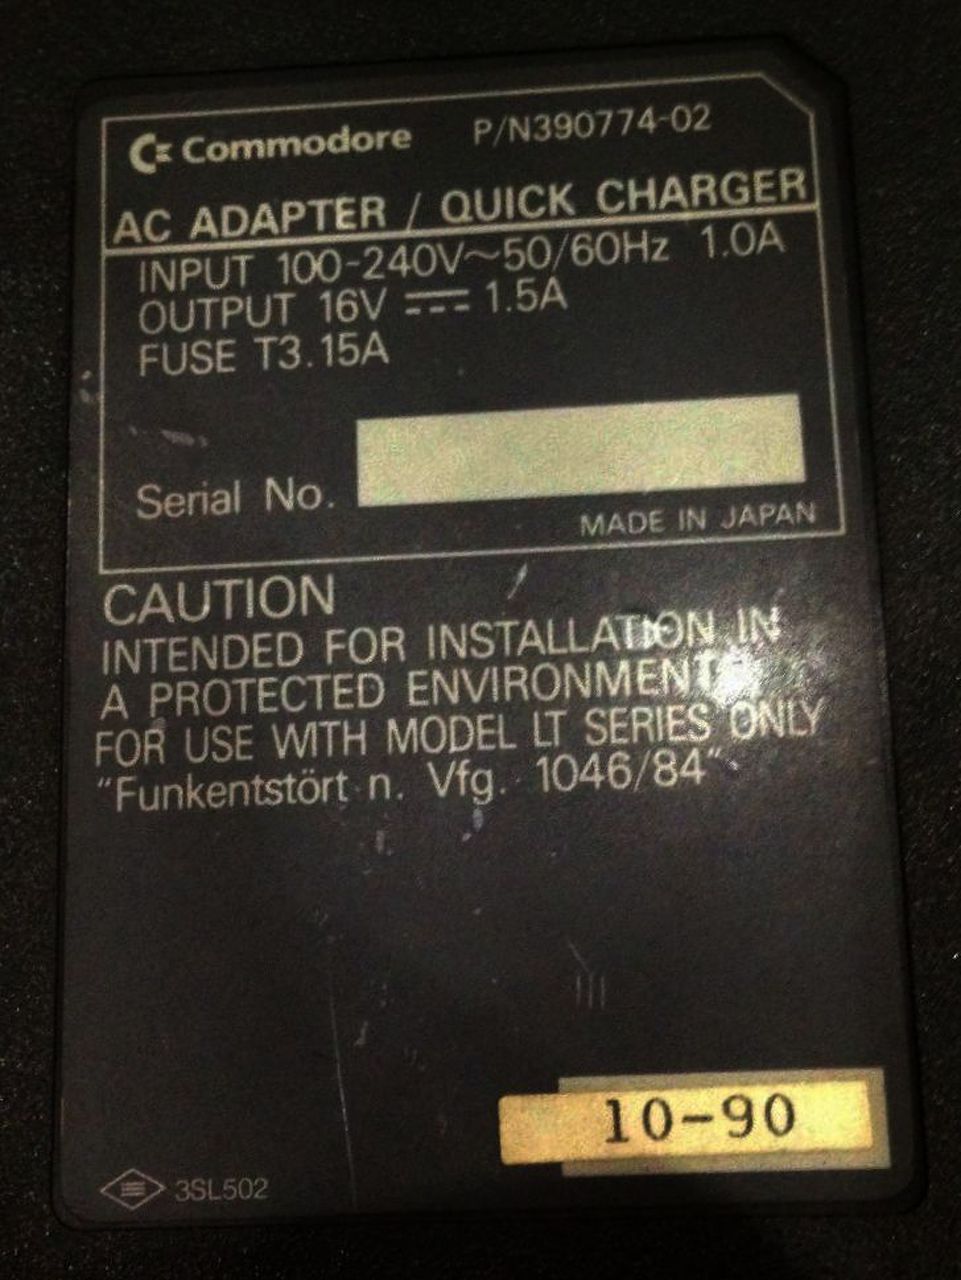 Commodore P/N390774-02
AC ADAPTER / QUICK CHARGER
INPUT 100-240V~50/60Hz 1.0A
OUTPUT 16V ⎓ 1.5A
FUSE T3.15A
Serial No.
MADE IN JAPAN
CAUTION
INTENDED FOR INSTALLATION IN
A PROTECTED ENVIRONMENT
FOR USE WITH MODEL LT SERIES ONLY
"Funkentstört n. Vfg. 1046/84"
10-90
3SL502